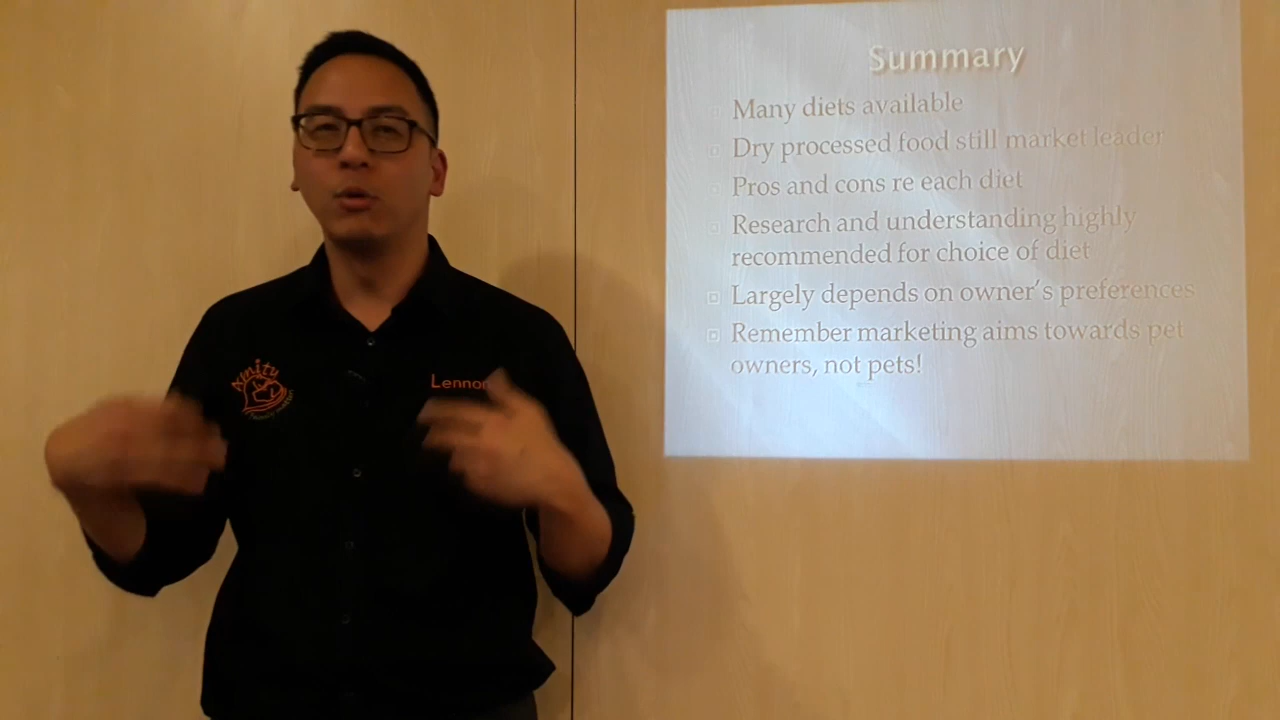 Summary
Many diets available
Dry processed food still market leader
Pros and cons re each diet
Research and understanding highly
recommended for choice of diet
Largely depends on owner's preferences
Remember marketing aims towards pet
owners, not pets!
Amity
Lennon